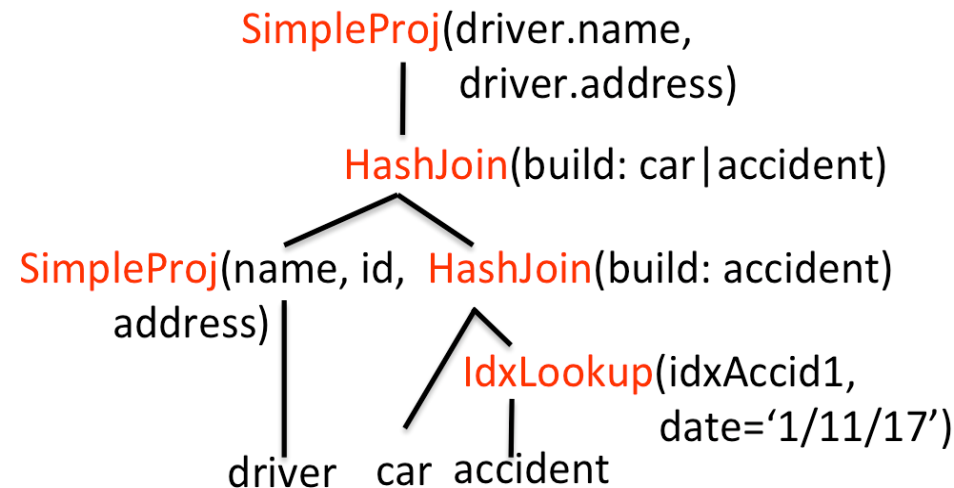 SimpleProj(driver.name,
driver.address)
HashJoin(build: car|accident)
SimpleProj(name, id,
address)
HashJoin(build: accident)
IdxLookup(idxAccid1,
date=‘1/11/17’)
driver
car
accident